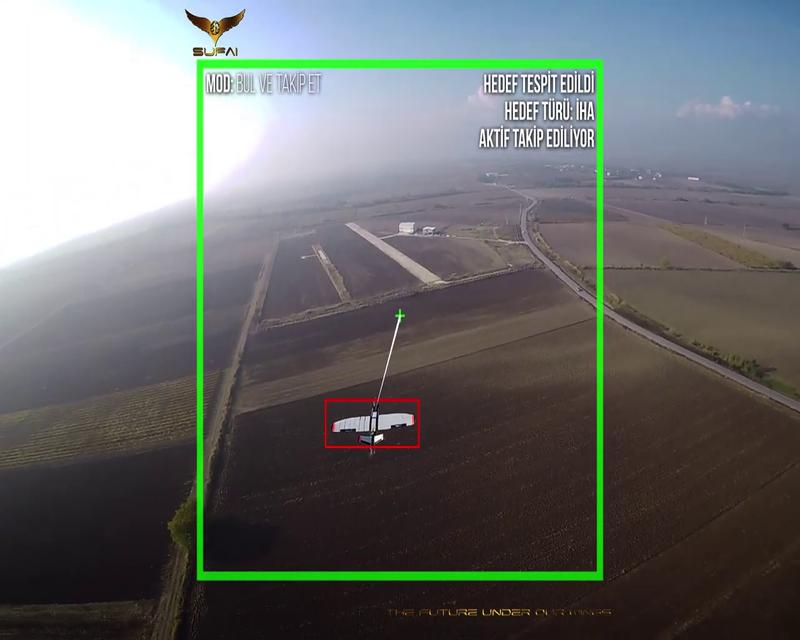 SUFAI
MOD: BUL VE TAKİP ET
HEDEF TESPİT EDİLDİ
HEDEF TÜRÜ: İHA
AKTİF TAKİP EDİLİYOR
THE FUTURE UNDER OUR WINGS